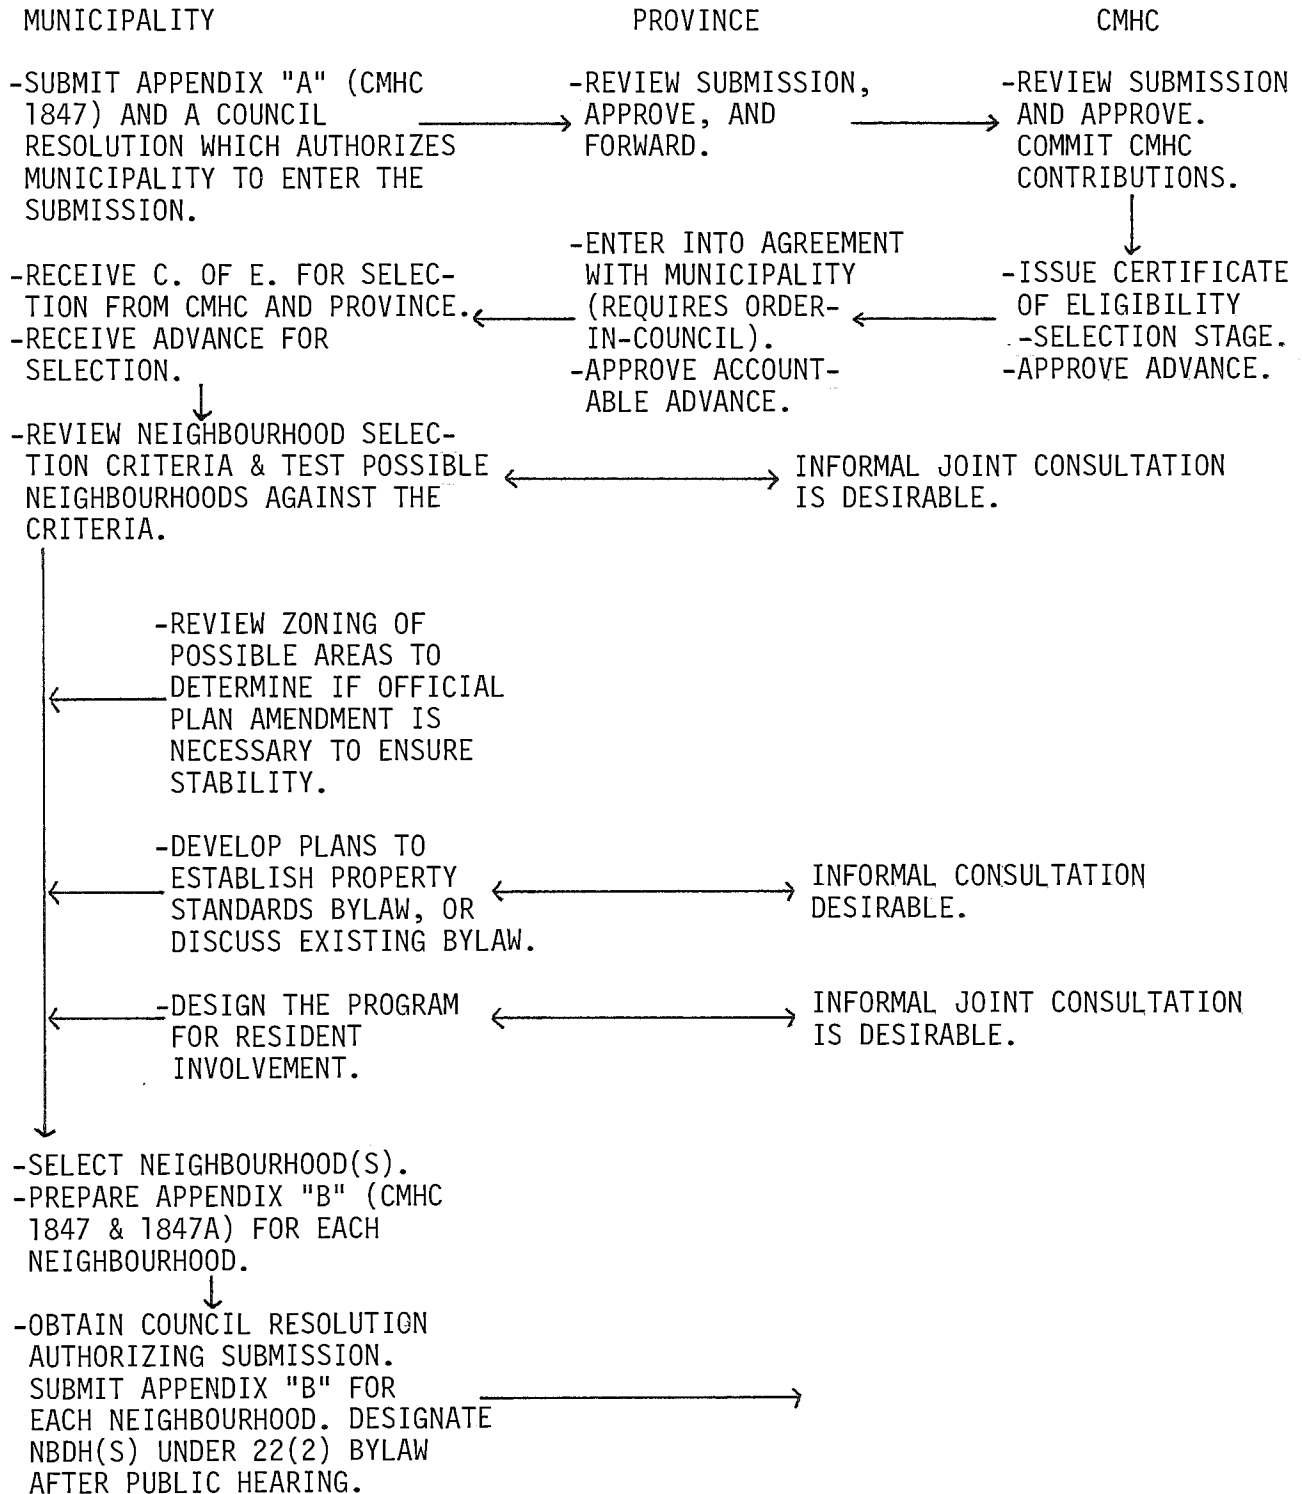 MUNICIPALITY
PROVINCE
CMHC
-SUBMIT APPENDIX "A" (CMHC
1847) AND A COUNCIL
RESOLUTION WHICH AUTHORIZES
MUNICIPALITY TO ENTER THE
SUBMISSION.
-REVIEW SUBMISSION,
APPROVE, AND
FORWARD.
-REVIEW SUBMISSION
AND APPROVE.
COMMIT CMHC
CONTRIBUTIONS.
-RECEIVE C. OF E. FOR SELEC-
TION FROM CMHC AND PROVINCE.
-RECEIVE ADVANCE FOR
SELECTION.
-ENTER INTO AGREEMENT
WITH MUNICIPALITY
(REQUIRES ORDER-
IN-COUNCIL).
-APPROVE ACCOUNT-
ABLE ADVANCE.
-ISSUE CERTIFICATE
OF ELIGIBILITY
-SELECTION STAGE.
-APPROVE ADVANCE.
-REVIEW NEIGHBOURHOOD SELEC-
TION CRITERIA & TEST POSSIBLE
NEIGHBOURHOODS AGAINST THE
CRITERIA.
INFORMAL JOINT CONSULTATION
IS DESIRABLE.
-REVIEW ZONING OF
POSSIBLE AREAS TO
DETERMINE IF OFFICIAL
PLAN AMENDMENT IS
NECESSARY TO ENSURE
STABILITY.
-DEVELOP PLANS TO
ESTABLISH PROPERTY
STANDARDS BYLAW, OR
DISCUSS EXISTING BYLAW.
INFORMAL CONSULTATION
DESIRABLE.
-DESIGN THE PROGRAM
FOR RESIDENT
INVOLVEMENT.
INFORMAL JOINT CONSULTATION
IS DESIRABLE.
-SELECT NEIGHBOURHOOD(S).
-PREPARE APPENDIX "B" (CMHC
1847 & 1847A) FOR EACH
NEIGHBOURHOOD.
-OBTAIN COUNCIL RESOLUTION
AUTHORIZING SUBMISSION.
SUBMIT APPENDIX "B" FOR
EACH NEIGHBOURHOOD. DESIGNATE
NBDH(S) UNDER 22(2) BYLAW
AFTER PUBLIC HEARING.